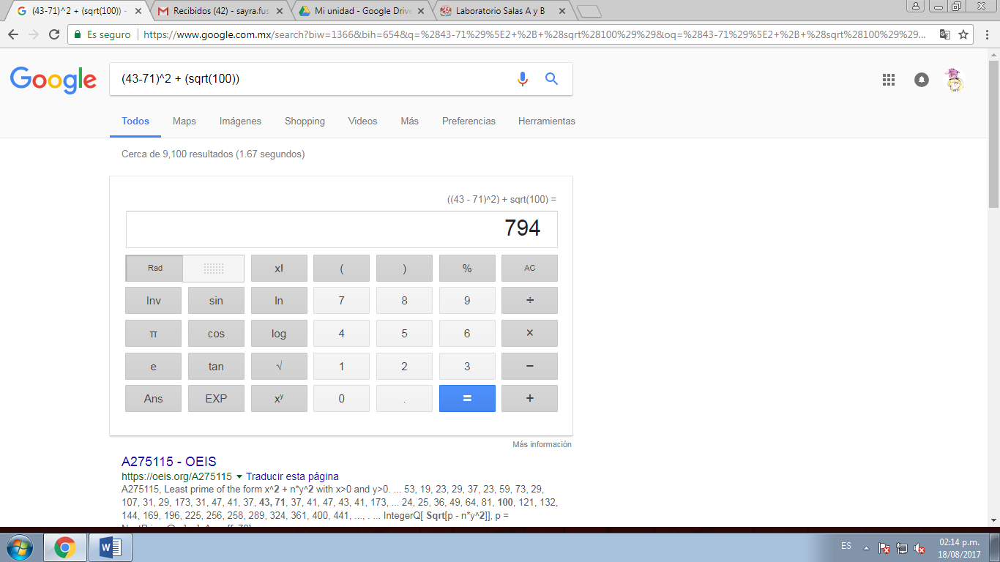 (43-71)^2 + (sqrt(100)) -
Recibidos (42) - sayra.fus
Mi unidad - Google Drive
Laboratorio Salas A y B
Es seguro
https://www.google.com.mx/search?biw=1366&bih=654&q=%2843-71%29%5E2+%2B+%28sqrt%28100%29%29&oq=%2843-71%29%5E2+%2B+%28sqrt%28100%29%29...
Google
(43-71)^2 + (sqrt(100))
Todos Maps Imágenes Shopping Videos Más Preferencias Herramientas
Cerca de 9,100 resultados (1.67 segundos)
((43 - 71)^2) + sqrt(100) =
794
Rad x! ( ) % AC
Inv sin ln 7 8 9 ÷
π cos log 4 5 6 ×
e tan √ 1 2 3 −
Ans EXP xʸ 0 . = +
Más información
A275115 - OEIS
https://oeis.org/A275115 ▾ Traducir esta página
A275115, Least prime of the form x^2 + n*y^2 with x>0 and y>0. ... 53, 19, 23, 29, 37, 23, 59, 73, 29,
107, 31, 29, 173, 31, 47, 41, 37, 43, 71, 37, 41, 47, 43, 41, 173, ... 24, 25, 36, 49, 64, 81, 100, 121, 132,
144, 169, 196, 225, 256, 258, 289, 324, 361, 400, 441, ..., . ... IntegerQ[ Sqrt[p - n*y^2]], p =
ES
02:14 p.m.
18/08/2017